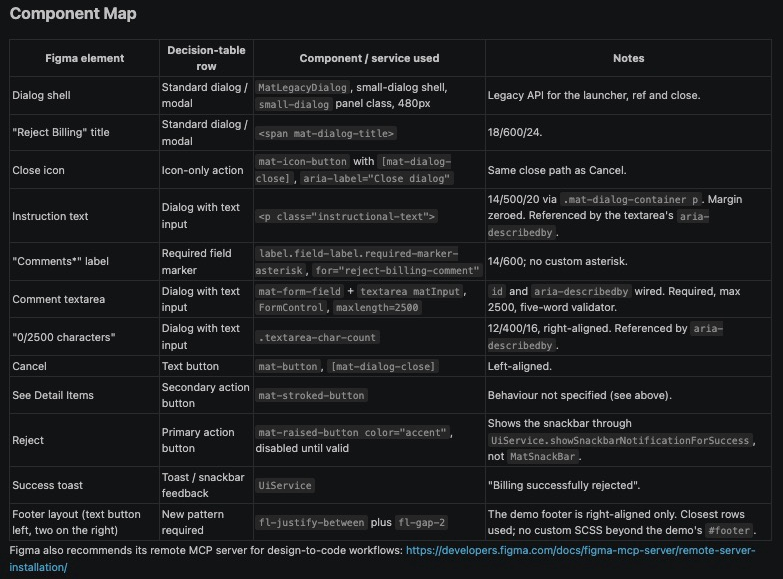 Component Map
Figma element
Decision-table
row
Component / service used
Notes
Dialog shell
Standard dialog /
modal
MatLegacyDialog, small-dialog shell,
small-dialog panel class, 480px
Legacy API for the launcher, ref and close.
"Reject Billing" title
Standard dialog /
modal
<span mat-dialog-title>
18/600/24.
Close icon
Icon-only action
mat-icon-button with [mat-dialog-
close], aria-label="Close dialog"
Same close path as Cancel.
Instruction text
Dialog with text
input
<p class="instructional-text">
14/500/20 via .mat-dialog-container p. Margin
zeroed. Referenced by the textarea's aria-
describedby.
"Comments*" label
Required field
marker
label.field-label.required-marker-
asterisk, for="reject-billing-comment"
14/600; no custom asterisk.
Comment textarea
Dialog with text
input
mat-form-field + textarea matInput,
FormControl, maxlength=2500
id and aria-describedby wired. Required, max
2500, five-word validator.
"0/2500 characters"
Dialog with text
input
.textarea-char-count
12/400/16, right-aligned. Referenced by aria-
describedby.
Cancel
Text button
mat-button, [mat-dialog-close]
Left-aligned.
See Detail Items
Secondary action
button
mat-stroked-button
Behaviour not specified (see above).
Reject
Primary action
button
mat-raised-button color="accent",
disabled until valid
Shows the snackbar through
UiService.showSnackbarNotificationForSuccess,
not MatSnackBar.
Success toast
Toast / snackbar
feedback
UiService
"Billing successfully rejected".
Footer layout (text button
left, two on the right)
New pattern
required
fl-justify-between plus fl-gap-2
The demo footer is right-aligned only. Closest rows
used; no custom SCSS beyond the demo's #footer.
Figma also recommends its remote MCP server for design-to-code workflows: https://developers.figma.com/docs/figma-mcp-server/remote-server-
installation/